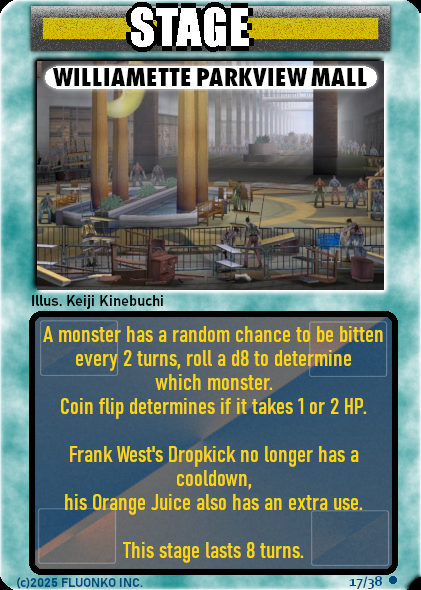 STAGE
WILLIAMETTE PARKVIEW MALL
Illus. Keiji Kinebuchi
A monster has a random chance to be bitten
every 2 turns, roll a d8 to determine
which monster.
Coin flip determines if it takes 1 or 2 HP.
Frank West's Dropkick no longer has a
cooldown,
his Orange Juice also has an extra use.
This stage lasts 8 turns.
(c)2025 FLUONKO INC.
17/38